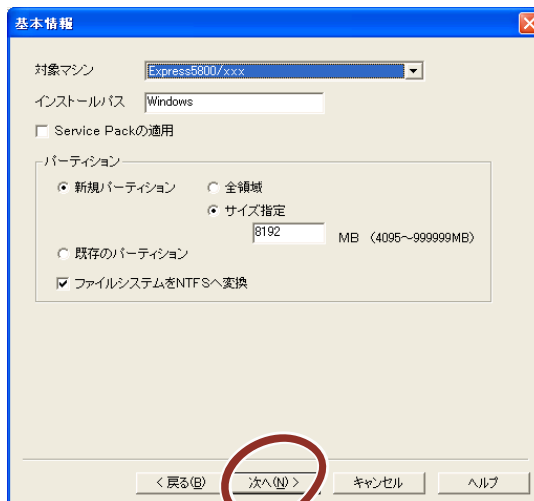 基本情報
対象マシン Express5800/xxx
インストールパス Windows
Service Packの適用
パーティション
新規パーティション 全領域
サイズ指定
8192 MB (4095～999999MB)
既存のパーティション
ファイルシステムをNTFSへ変換
< 戻る(B) 次へ(N) > キャンセル ヘルプ